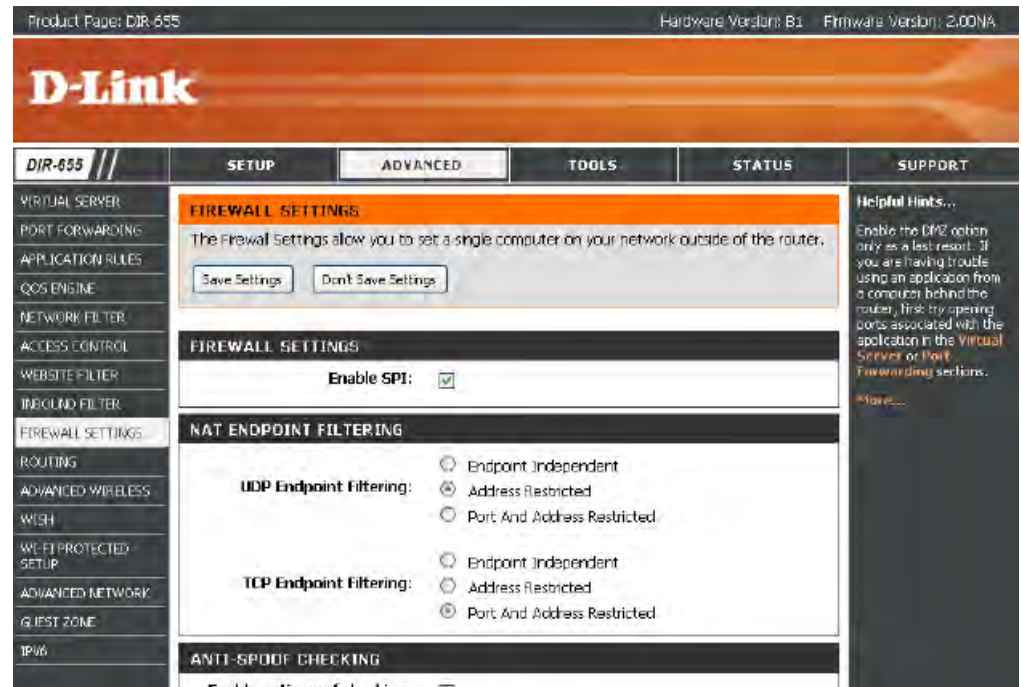 Product Page: DIR-655
Hardware Version: B1 Firmware Version: 2.00NA
D-Link
DIR-655
SETUP
ADVANCED
TOOLS
STATUS
SUPPORT
VIRTUAL SERVER
PORT FORWARDING
APPLICATION RULES
QOS ENGINE
NETWORK FILTER
ACCESS CONTROL
WEBSITE FILTER
INBOUND FILTER
FIREWALL SETTINGS
ROUTING
ADVANCED WIRELESS
WISH
WI-FI PROTECTED
SETUP
ADVANCED NETWORK
GUEST ZONE
IPV6
FIREWALL SETTINGS
The Firewall Settings allow you to set a single computer on your network outside of the router.
Save Settings
Don't Save Settings
FIREWALL SETTINGS
Enable SPI:
NAT ENDPOINT FILTERING
UDP Endpoint Filtering:
Endpoint Independent
Address Restricted
Port And Address Restricted
TCP Endpoint Filtering:
Endpoint Independent
Address Restricted
Port And Address Restricted
ANTI-SPOOF CHECKING
Helpful Hints...
Enable the DMZ option
only as a last resort. If
you are having trouble
using an application from
a computer behind the
router, first try opening
ports associated with the
application in the Virtual
Server or Port
Forwarding sections.
More...